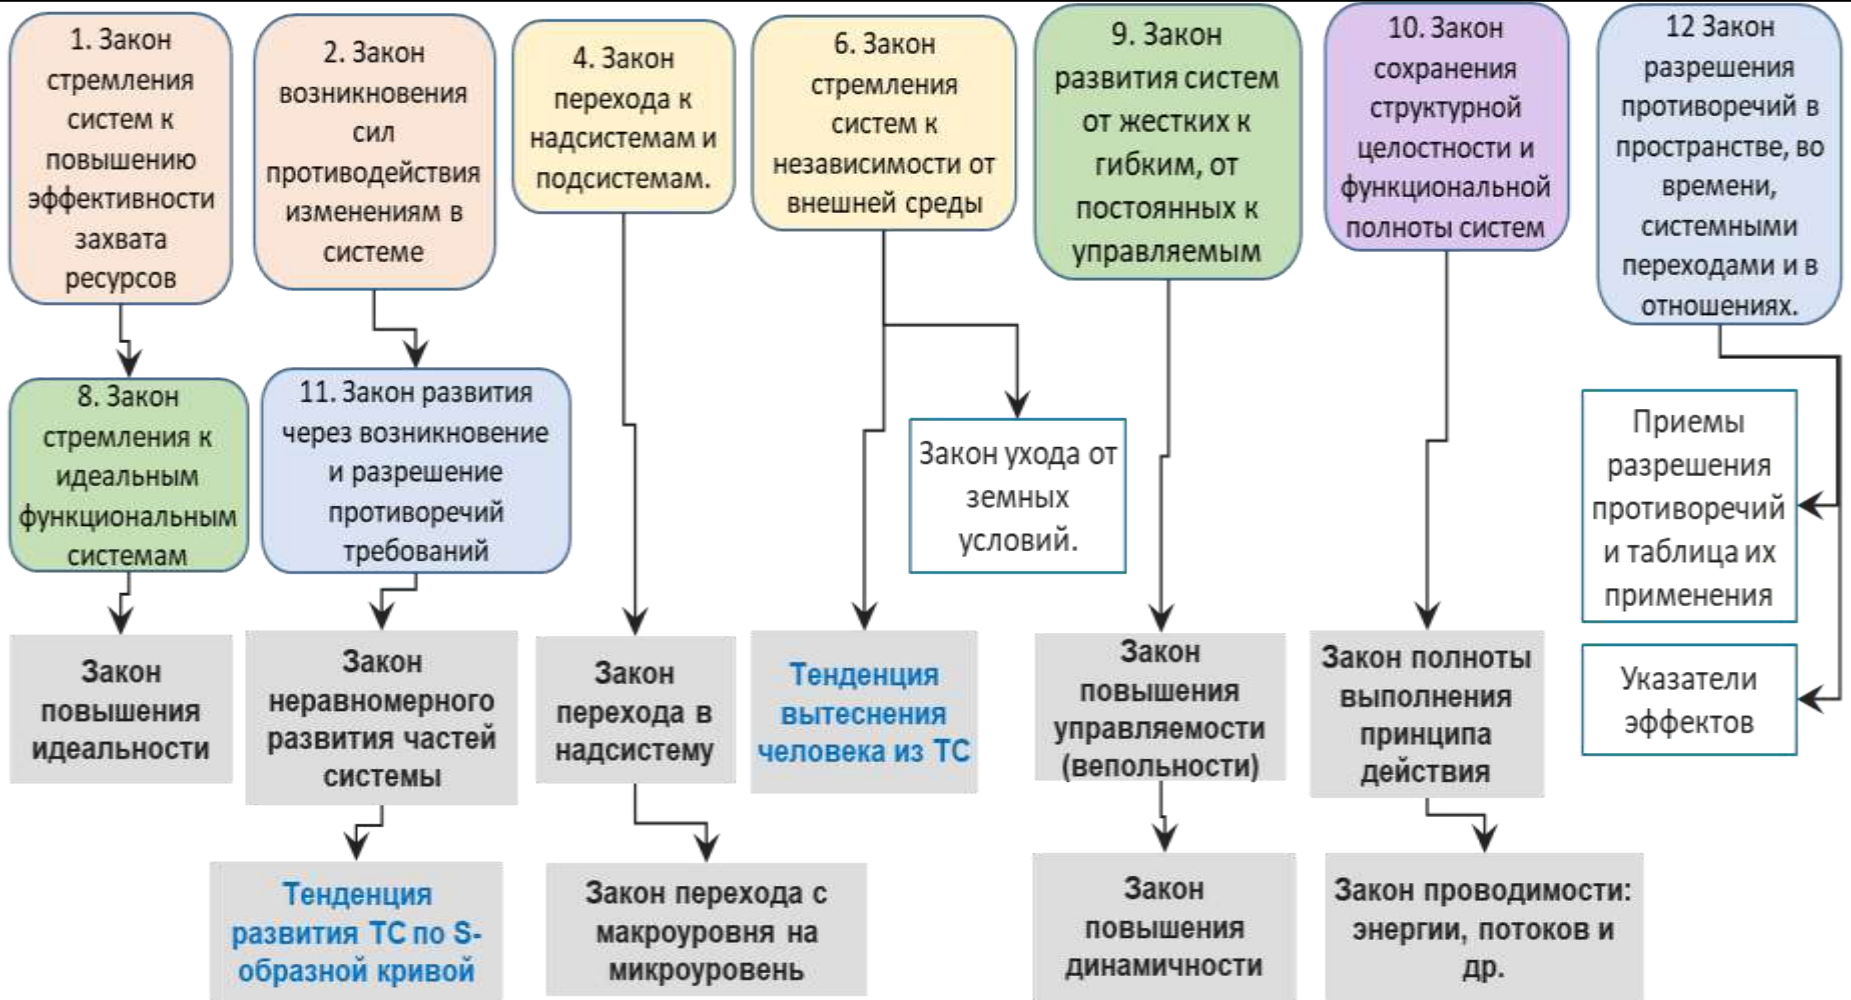 1. Закон
стремления
систем к
повышению
эффективности
захвата
ресурсов
2. Закон
возникновения
сил
противодействия
изменениям в
системе
4. Закон
перехода к
надсистемам и
подсистемам.
6. Закон
стремления
систем к
независимости от
внешней среды
9. Закон
развития систем
от жестких к
гибким, от
постоянных к
управляемым
10. Закон
сохранения
структурной
целостности и
функциональной
полноты систем
12 Закон
разрешения
противоречий в
пространстве, во
времени,
системными
переходами и в
отношениях.
8. Закон
стремления к
идеальным
функциональным
системам
11. Закон развития
через возникновение
и разрешение
противоречий
требований
Закон ухода от
земных
условий.
Приемы
разрешения
противоречий
и таблица их
применения
Закон
повышения
идеальности
Закон
неравномерного
развития частей
системы
Закон
перехода в
надсистему
Тенденция
вытеснения
человека из ТС
Закон
повышения
управляемости
(вепольности)
Закон полноты
выполнения
принципа
действия
Указатели
эффектов
Тенденция
развития ТС по S-
образной кривой
Закон перехода с
макроуровня на
микроуровень
Закон
повышения
динамичности
Закон проводимости:
энергии, потоков и
др.